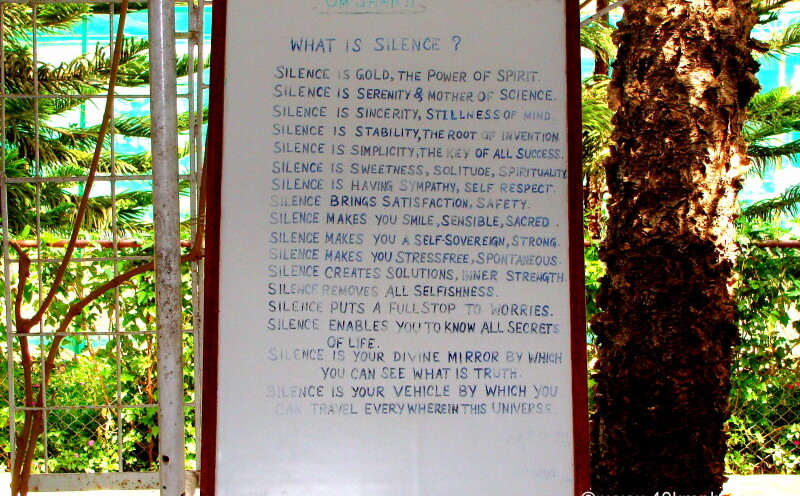 OM SHANTI
WHAT IS SILENCE ?
SILENCE IS GOLD, THE POWER OF SPIRIT.
SILENCE IS SERENITY & MOTHER OF SCIENCE.
SILENCE IS SINCERITY, STILLNESS OF MIND.
SILENCE IS STABILITY, THE ROOT OF INVENTION.
SILENCE IS SIMPLICITY, THE KEY OF ALL SUCCESS.
SILENCE IS SWEETNESS, SOLITUDE, SPIRITUALITY
SILENCE IS HAVING SYMPATHY, SELF RESPECT.
SILENCE BRINGS SATISFACTION, SAFETY.
SILENCE MAKES YOU SMILE, SENSIBLE, SACRED.
SILENCE MAKES YOU A SELF-SOVEREIGN, STRONG.
SILENCE MAKES YOU STRESSFREE, SPONTANEOUS.
SILENCE CREATES SOLUTIONS, INNER STRENGTH.
SILENCE REMOVES ALL SELFISHNESS.
SILENCE PUTS A FULLSTOP TO WORRIES.
SILENCE ENABLES YOU TO KNOW ALL SECRETS
OF LIFE.
SILENCE IS YOUR DIVINE MIRROR BY WHICH
YOU CAN SEE WHAT IS TRUTH.
SILENCE IS YOUR VEHICLE BY WHICH YOU
CAN TRAVEL EVERYWHERE IN THIS UNIVERSE